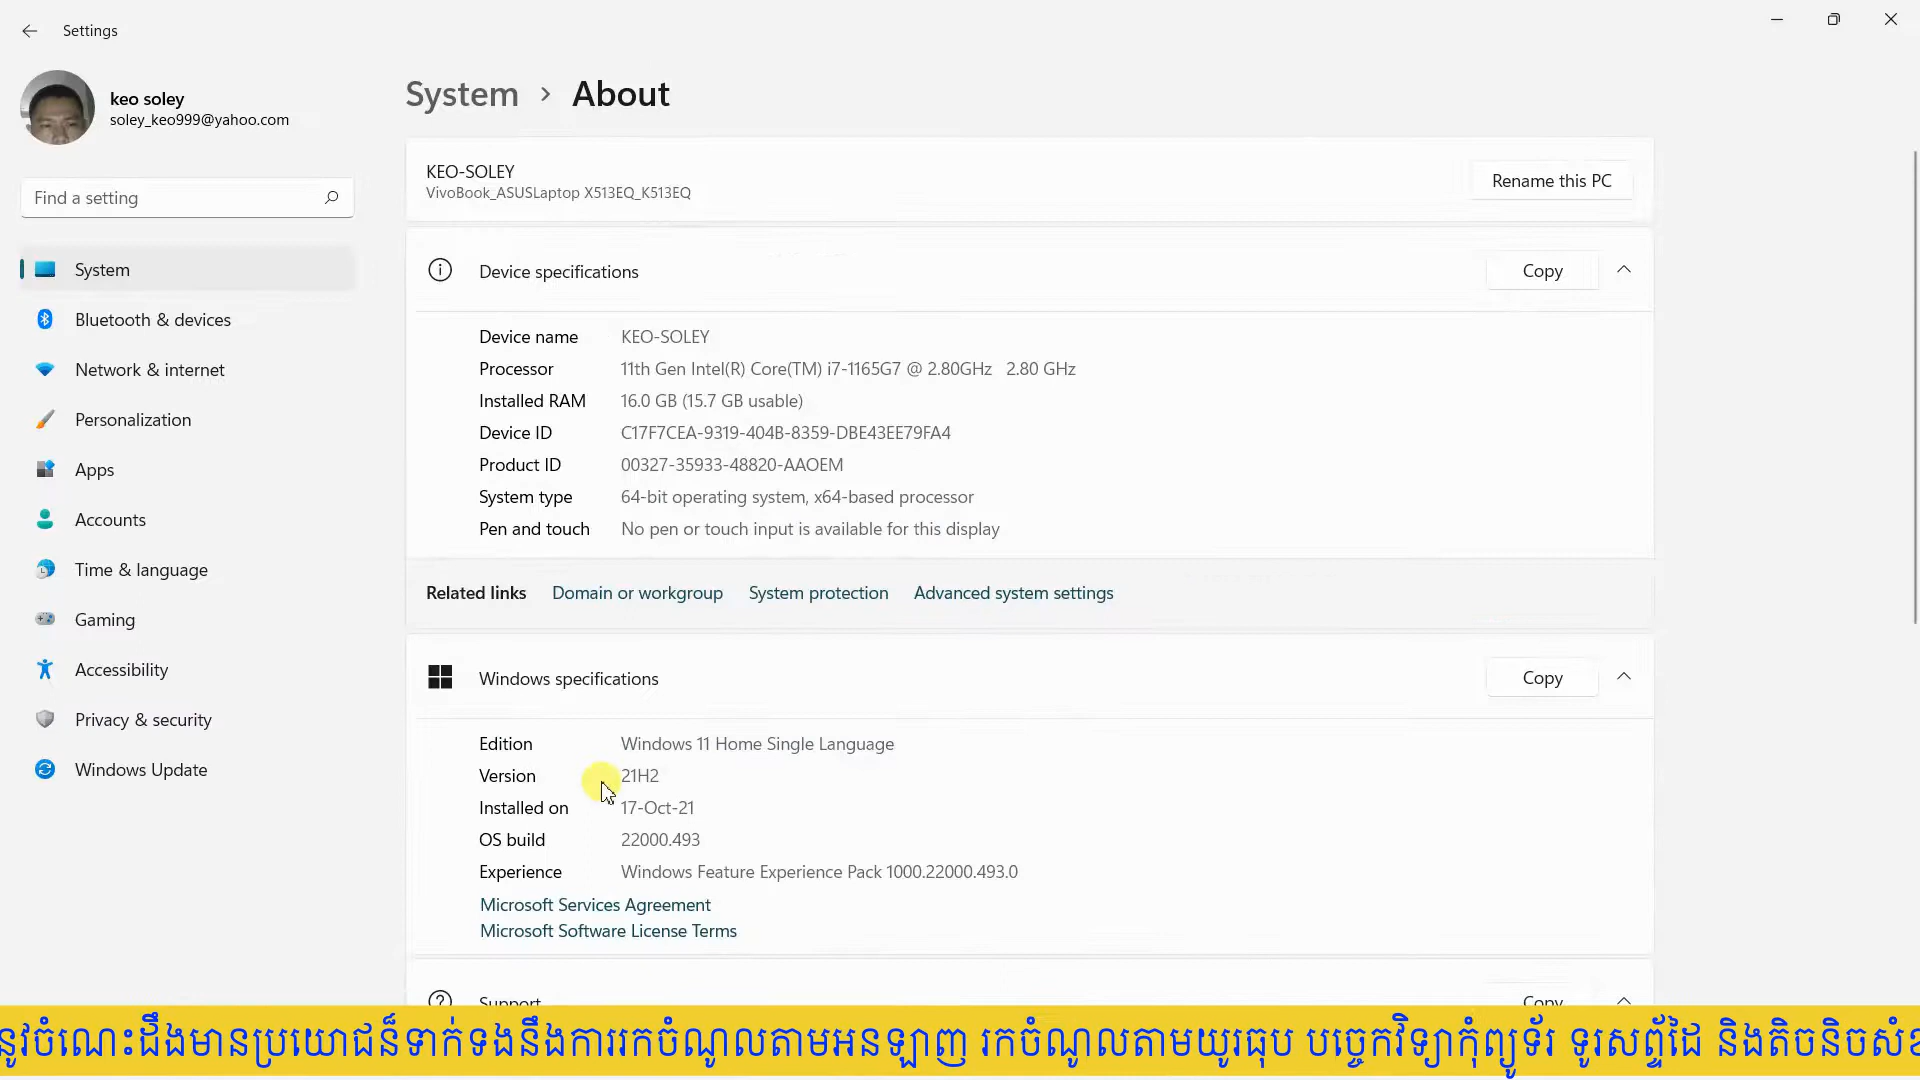 Settings
keo soley
soley_keo999@yahoo.com
Find a setting
System
Bluetooth & devices
Network & internet
Personalization
Apps
Accounts
Time & language
Gaming
Accessibility
Privacy & security
Windows Update
System › About
KEO-SOLEY
VivoBook_ASUSLaptop X513EQ_K513EQ
Rename this PC
Device specifications
Copy
Device name KEO-SOLEY
Processor 11th Gen Intel(R) Core(TM) i7-1165G7 @ 2.80GHz 2.80 GHz
Installed RAM 16.0 GB (15.7 GB usable)
Device ID C17F7CEA-9319-404B-8359-DBE43EE79FA4
Product ID 00327-35933-48820-AAOEM
System type 64-bit operating system, x64-based processor
Pen and touch No pen or touch input is available for this display
Related links Domain or workgroup System protection Advanced system settings
Windows specifications
Copy
Edition Windows 11 Home Single Language
Version 21H2
Installed on 17-Oct-21
OS build 22000.493
Experience Windows Feature Experience Pack 1000.22000.493.0
Microsoft Services Agreement
Microsoft Software License Terms
Support
Copy
នូវចំណេះដឹងមានប្រយោជន៏ទាក់ទងនឹងការរកចំណូលតាមអនឡាញ រកចំណូលតាមយូរធុប បច្ចេកវិទ្យាកុំព្យូទ័រ ទូរសព្ទ័ដៃ និងតិចនិច